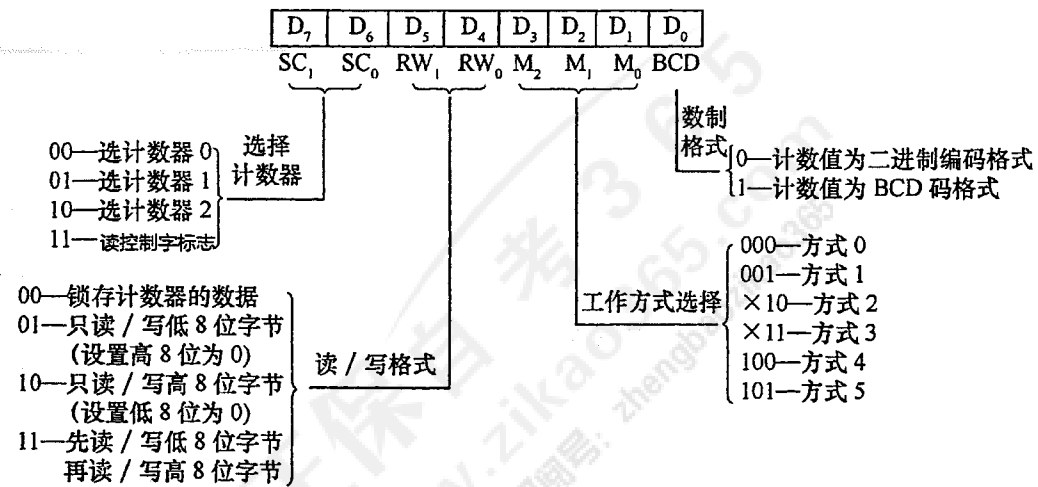 D₇ D₆ D₅ D₄ D₃ D₂ D₁ D₀
SC₁ SC₀ RW₁ RW₀ M₂ M₁ M₀ BCD
选择
计数器
00—选计数器 0
01—选计数器 1
10—选计数器 2
11—读控制字标志
数制
格式
0—计数值为二进制编码格式
1—计数值为 BCD 码格式
00—锁存计数器的数据
01—只读 / 写低 8 位字节
(设置高 8 位为 0)
10—只读 / 写高 8 位字节
(设置低 8 位为 0)
11—先读 / 写低 8 位字节
再读 / 写高 8 位字节
读 / 写格式
工作方式选择
000—方式 0
001—方式 1
×10—方式 2
×11—方式 3
100—方式 4
101—方式 5
自考365